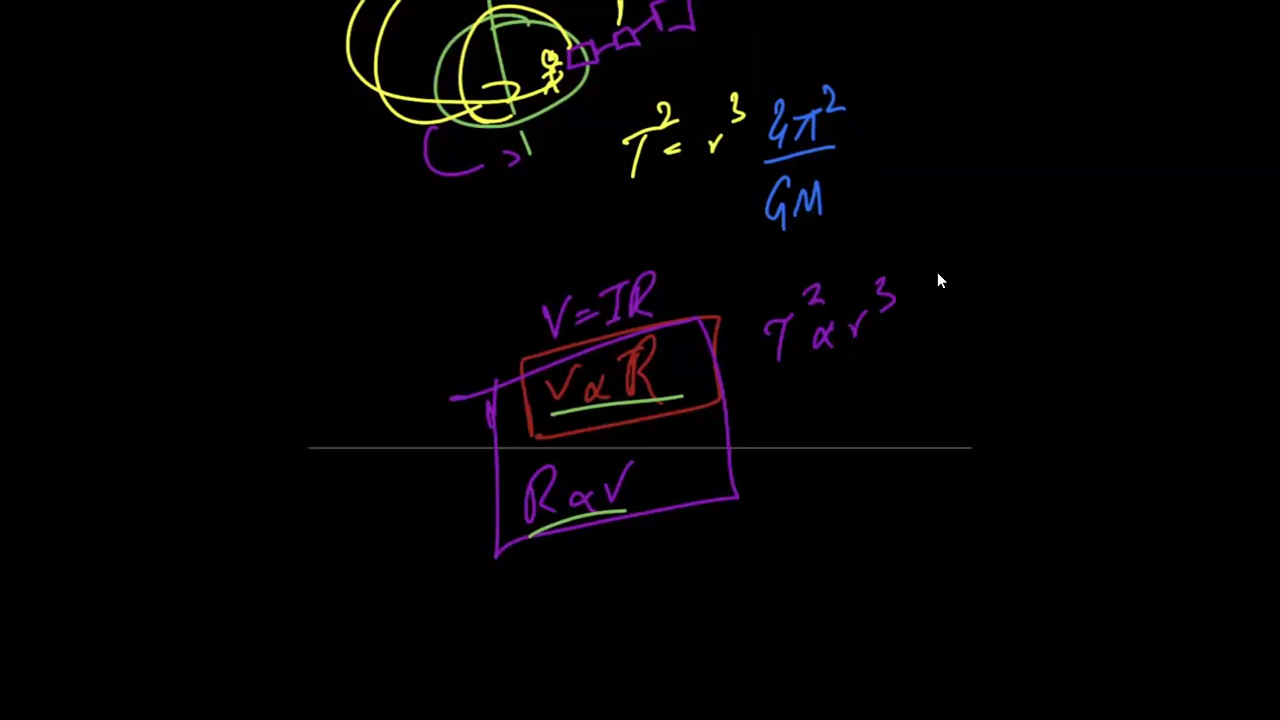 T² = r³ 4π²/GM
V=IR
T² ∝ r³
V ∝ R
R ∝ V